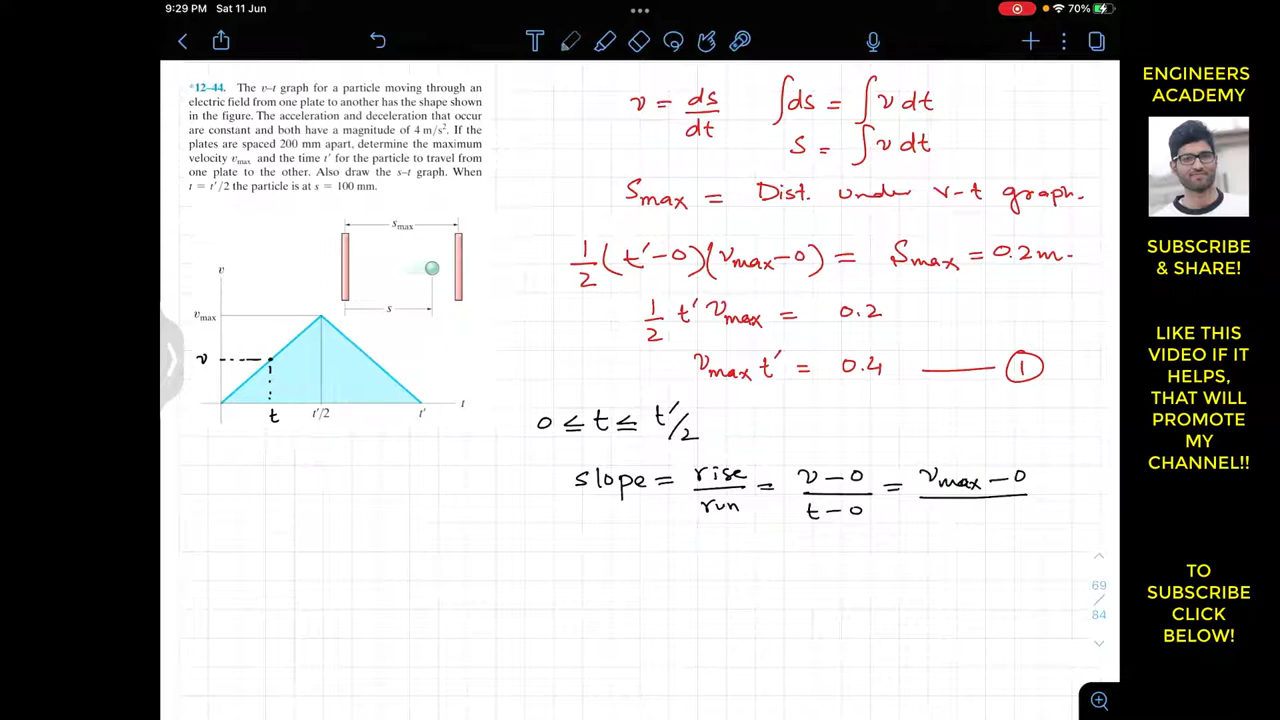 9:29 PM Sat 11 Jun
70%
*12–44. The v–t graph for a particle moving through an
electric field from one plate to another has the shape shown
in the figure. The acceleration and deceleration that occur
are constant and both have a magnitude of 4 m/s². If the
plates are spaced 200 mm apart, determine the maximum
velocity vmax and the time t′ for the particle to travel from
one plate to the other. Also draw the s–t graph. When
t = t′/2 the particle is at s = 100 mm.
smax
s
v
vmax
v
t
t′/2
t′
t
v = ds/dt ∫ds = ∫v dt
s = ∫v dt
Smax = Dist. under v-t graph.
1/2 (t′-0)(vmax-0) = Smax = 0.2m.
1/2 t′ vmax = 0.2
vmax t′ = 0.4 —— ①
0 ≤ t ≤ t′/2
slope = rise/run = v-0/t-0 = vmax-0
69
/
84
ENGINEERS
ACADEMY
SUBSCRIBE
& SHARE!
LIKE THIS
VIDEO IF IT
HELPS,
THAT WILL
PROMOTE
MY
CHANNEL!!
TO
SUBSCRIBE
CLICK
BELOW!